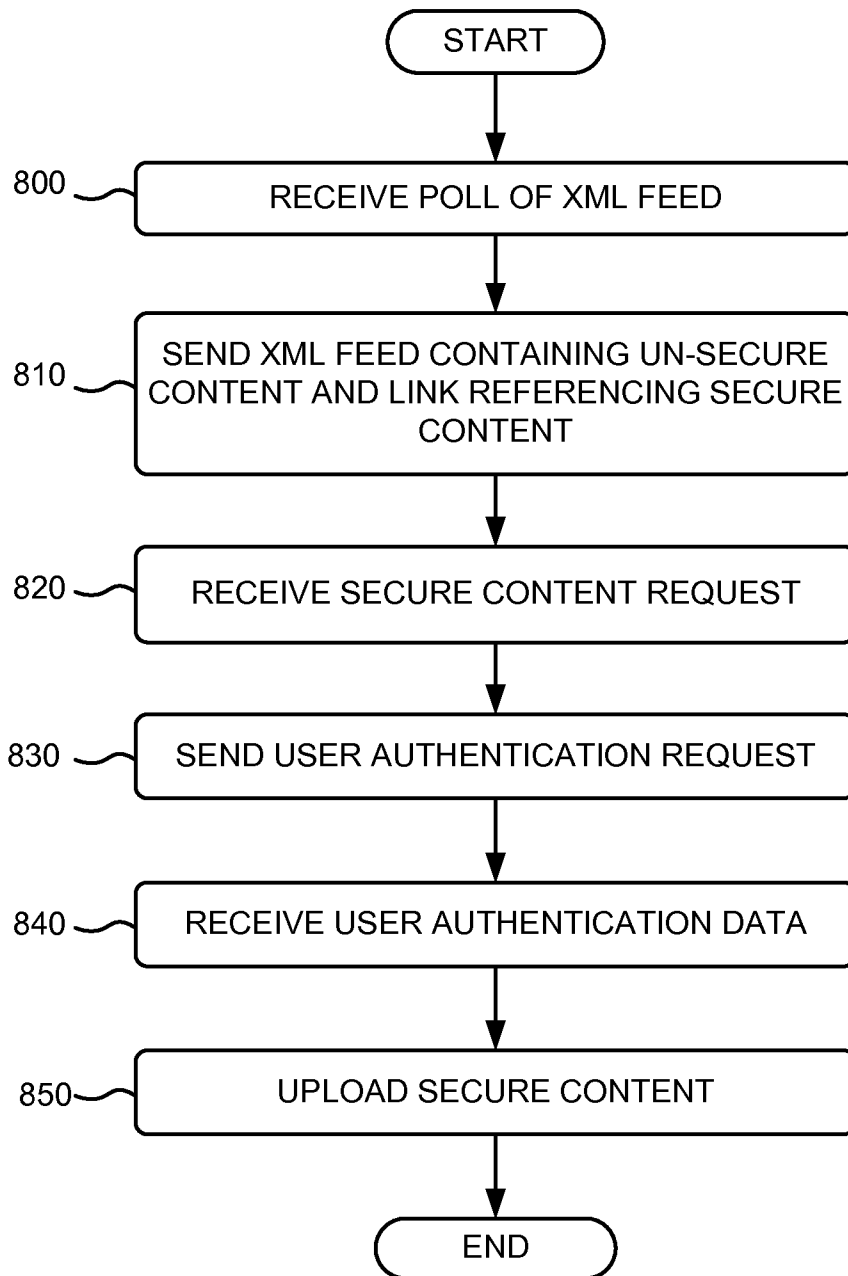 START
800
RECEIVE POLL OF XML FEED
810
SEND XML FEED CONTAINING UN-SECURE
CONTENT AND LINK REFERENCING SECURE
CONTENT
820
RECEIVE SECURE CONTENT REQUEST
830
SEND USER AUTHENTICATION REQUEST
840
RECEIVE USER AUTHENTICATION DATA
850
UPLOAD SECURE CONTENT
END